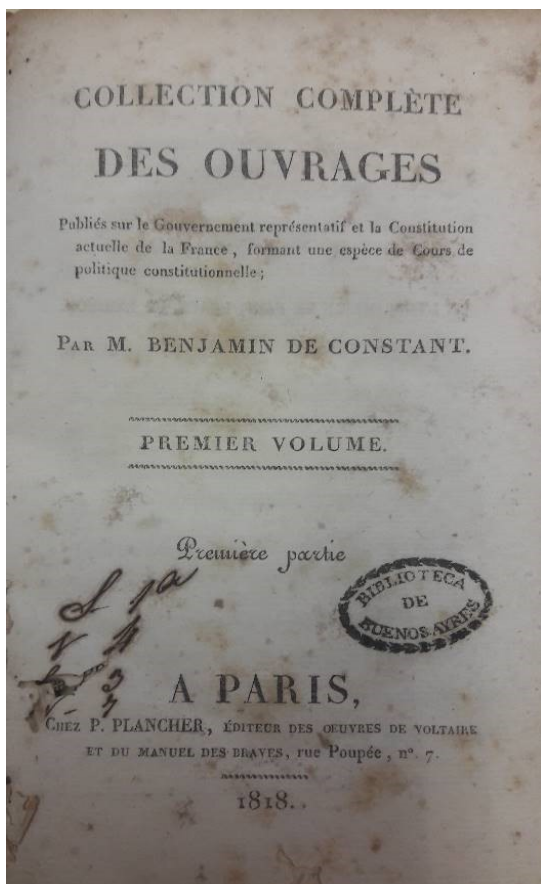 COLLECTION COMPLÈTE
DES OUVRAGES
Publiés sur le Gouvernement représentatif et la Constitution
actuelle de la France, formant une espèce de Cours de
politique constitutionnelle;
PAR M. BENJAMIN DE CONSTANT.
PREMIER VOLUME.
Première partie
BIBLIOTECA
DE
BUENOS AYRES
A PARIS,
CHEZ P. PLANCHER, ÉDITEUR DES OEUVRES DE VOLTAIRE
ET DU MANUEL DES BRAVES, rue Poupée, n°. 7.
1818.